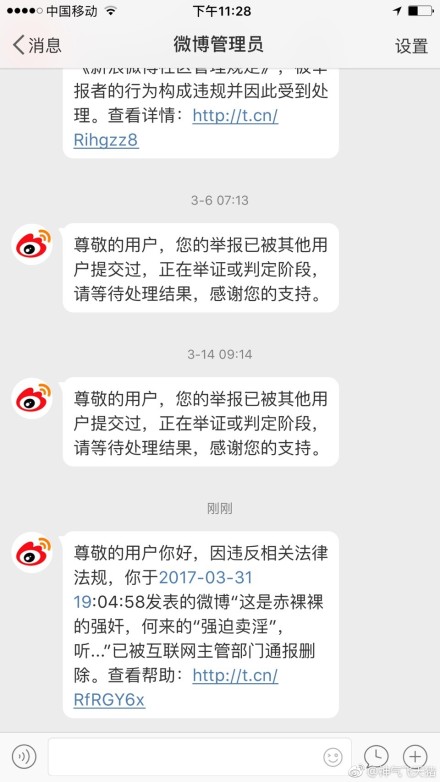 中国移动
下午11:28
消息
微博管理员
设置
《新浪微博社区管理规定》，被举
报者的行为构成违规并因此受到处
理。查看详情：http://t.cn/
Rihgzz8
3-6 07:13
尊敬的用户，您的举报已被其他用
户提交过，正在举证或判定阶段，
请等待处理结果，感谢您的支持。
3-14 09:14
尊敬的用户，您的举报已被其他用
户提交过，正在举证或判定阶段，
请等待处理结果，感谢您的支持。
刚刚
尊敬的用户你好，因违反相关法律
法规，你于2017-03-31
19:04:58发表的微博“这是赤裸裸
的强奸，何来的“强迫卖淫”，
听...”已被互联网主管部门通报删
除。查看帮助：http://t.cn/
RfRGY6x